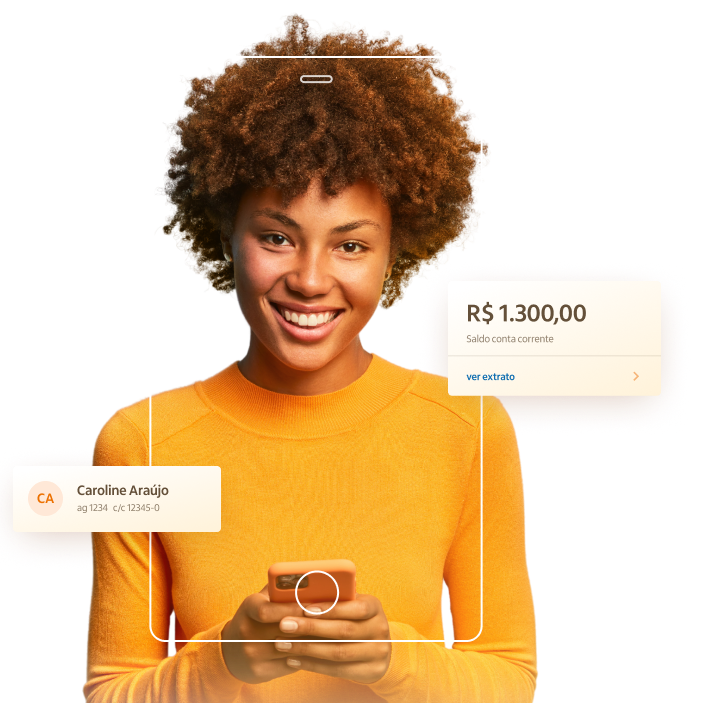 R$ 1.300,00
Saldo conta corrente
ver extrato
CA
Caroline Araújo
ag 1234 c/c 12345-0